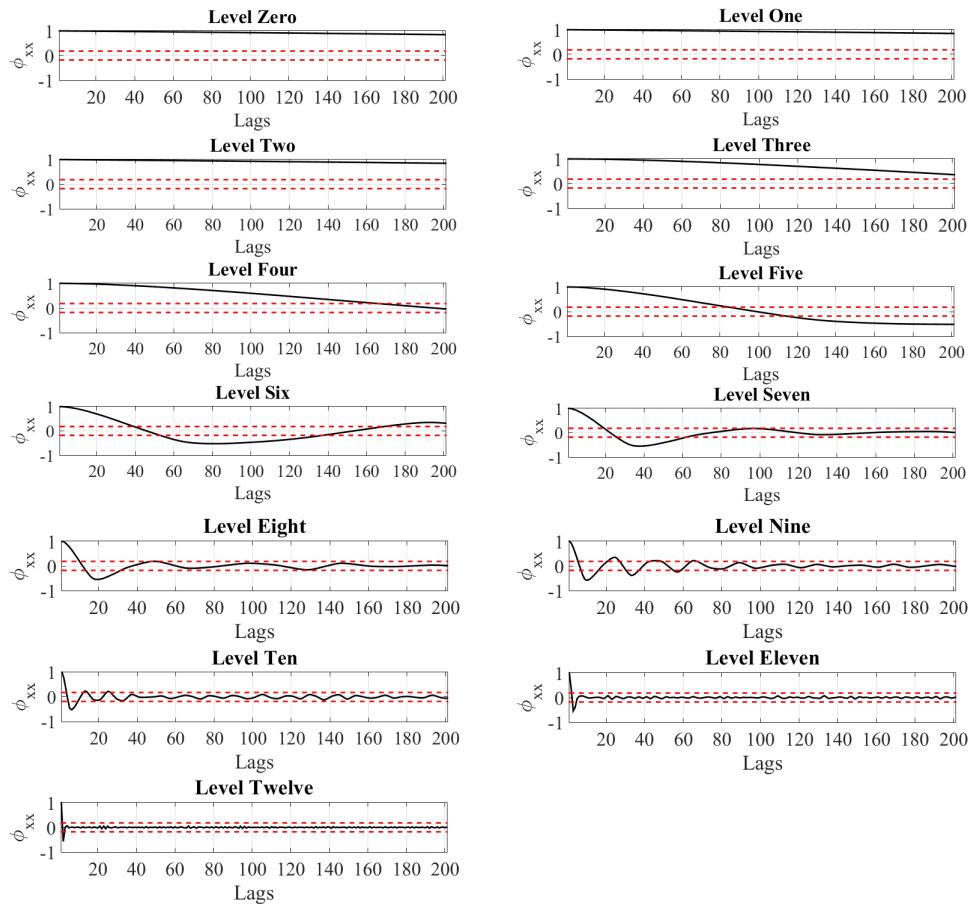 Level Zero
ϕxx
1
0
-1
20 40 60 80 100 120 140 160 180 200
Lags
Level One
ϕxx
1
0
-1
20 40 60 80 100 120 140 160 180 200
Lags
Level Two
ϕxx
1
0
-1
20 40 60 80 100 120 140 160 180 200
Lags
Level Three
ϕxx
1
0
-1
20 40 60 80 100 120 140 160 180 200
Lags
Level Four
ϕxx
1
0
-1
20 40 60 80 100 120 140 160 180 200
Lags
Level Five
ϕxx
1
0
-1
20 40 60 80 100 120 140 160 180 200
Lags
Level Six
ϕxx
1
0
-1
20 40 60 80 100 120 140 160 180 200
Lags
Level Seven
ϕxx
1
0
-1
20 40 60 80 100 120 140 160 180 200
Lags
Level Eight
ϕxx
1
0
-1
20 40 60 80 100 120 140 160 180 200
Lags
Level Nine
ϕxx
1
0
-1
20 40 60 80 100 120 140 160 180 200
Lags
Level Ten
ϕxx
1
0
-1
20 40 60 80 100 120 140 160 180 200
Lags
Level Eleven
ϕxx
1
0
-1
20 40 60 80 100 120 140 160 180 200
Lags
Level Twelve
ϕxx
1
0
-1
20 40 60 80 100 120 140 160 180 200
Lags